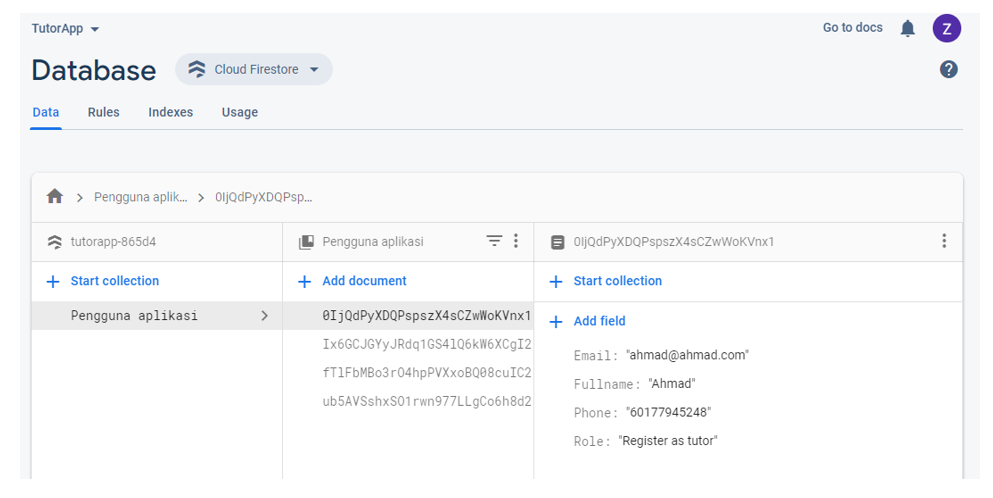 TutorApp
Go to docs
Z
Database
Cloud Firestore
Data Rules Indexes Usage
Pengguna aplik... > 0IjQdPyXDQPsp...
tutorapp-865d4
Pengguna aplikasi
0IjQdPyXDQPspszX4sCZwWoKVnx1
+ Start collection
+ Add document
+ Start collection
Pengguna aplikasi
0IjQdPyXDQPspszX4sCZwWoKVnx1
Ix6GCJGYyJRdq1GS4lQ6kW6XCgI2
fTlFbMBo3rO4hpPVXxoBQ08cuIC2
ub5AVSshxSO1rwn977LLgCo6h8d2
+ Add field
Email: "ahmad@ahmad.com"
Fullname: "Ahmad"
Phone: "60177945248"
Role: "Register as tutor"